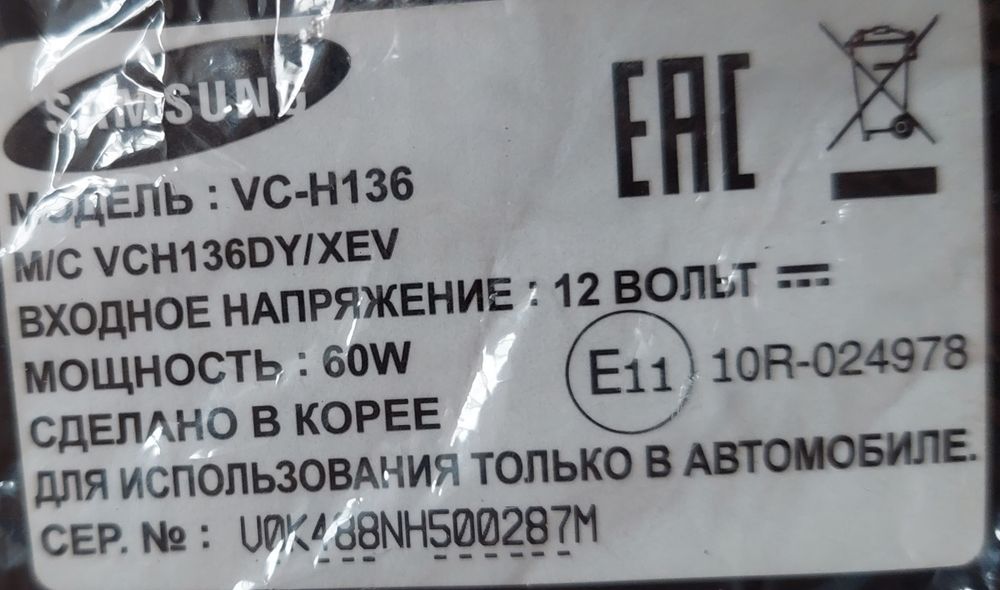 SAMSUNG
EAC
МОДЕЛЬ : VC-H136
M/C VCH136DY/XEV
ВХОДНОЕ НАПРЯЖЕНИЕ : 12 ВОЛЬТ
МОЩНОСТЬ : 60W
E11 10R-024978
СДЕЛАНО В КОРЕЕ
ДЛЯ ИСПОЛЬЗОВАНИЯ ТОЛЬКО В АВТОМОБИЛЕ.
СЕР. № : U0K488NH500287M